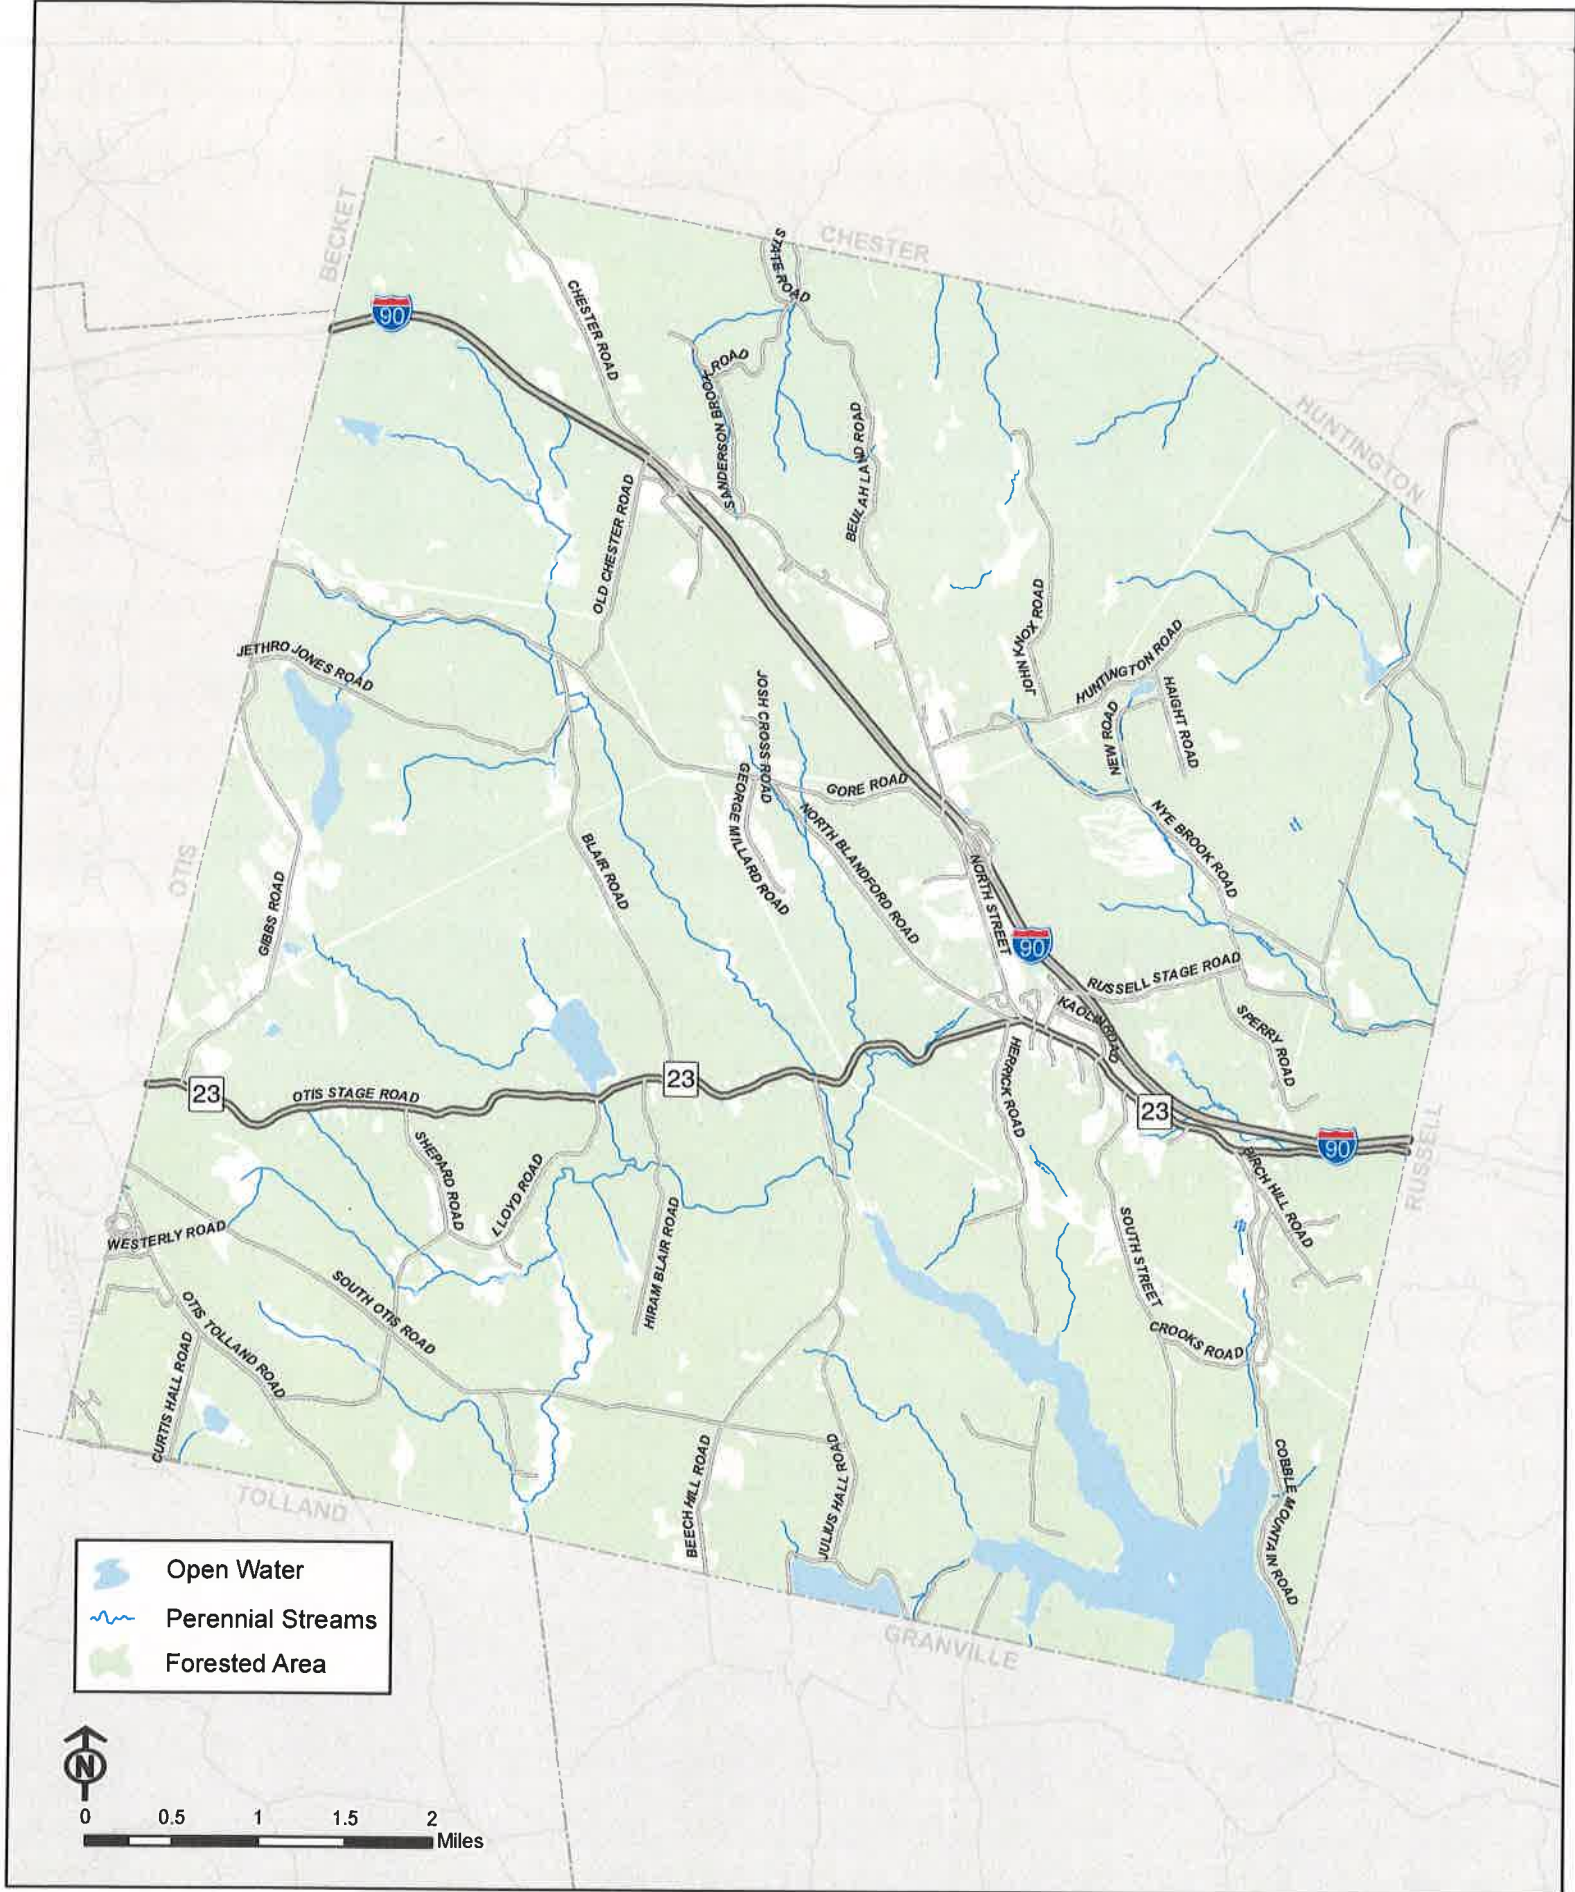 BECKET
CHESTER
STATE ROAD
90
CHESTER ROAD
SANDERSON BROOK ROAD
HUNTINGTON
BEULAH LAND ROAD
OLD CHESTER ROAD
JOHN KNOX ROAD
JETHRO JONES ROAD
HUNTINGTON ROAD
HAIGHT ROAD
NEW ROAD
JOSH CROSS ROAD
GEORGE MILLARD ROAD
GORE ROAD
NORTH BLANDFORD ROAD
NYE BROOK ROAD
OTIS
BLAIR ROAD
GIBBS ROAD
NORTH STREET
90
RUSSELL STAGE ROAD
KAOLIN ROAD
SPERRY ROAD
23
OTIS STAGE ROAD
23
HERRICK ROAD
23
90
RUSSELL
SHEPARD ROAD
LLOYD ROAD
BIRCH HILL ROAD
WESTERLY ROAD
HIRAM BLAIR ROAD
SOUTH STREET
SOUTH OTIS ROAD
OTIS TOLLAND ROAD
CROOKS ROAD
CURTIS HALL ROAD
BEECH HILL ROAD
JULIUS HALL ROAD
COBBLE MOUNTAIN ROAD
TOLLAND
GRANVILLE
Open Water
Perennial Streams
Forested Area
N
0 0.5 1 1.5 2
Miles